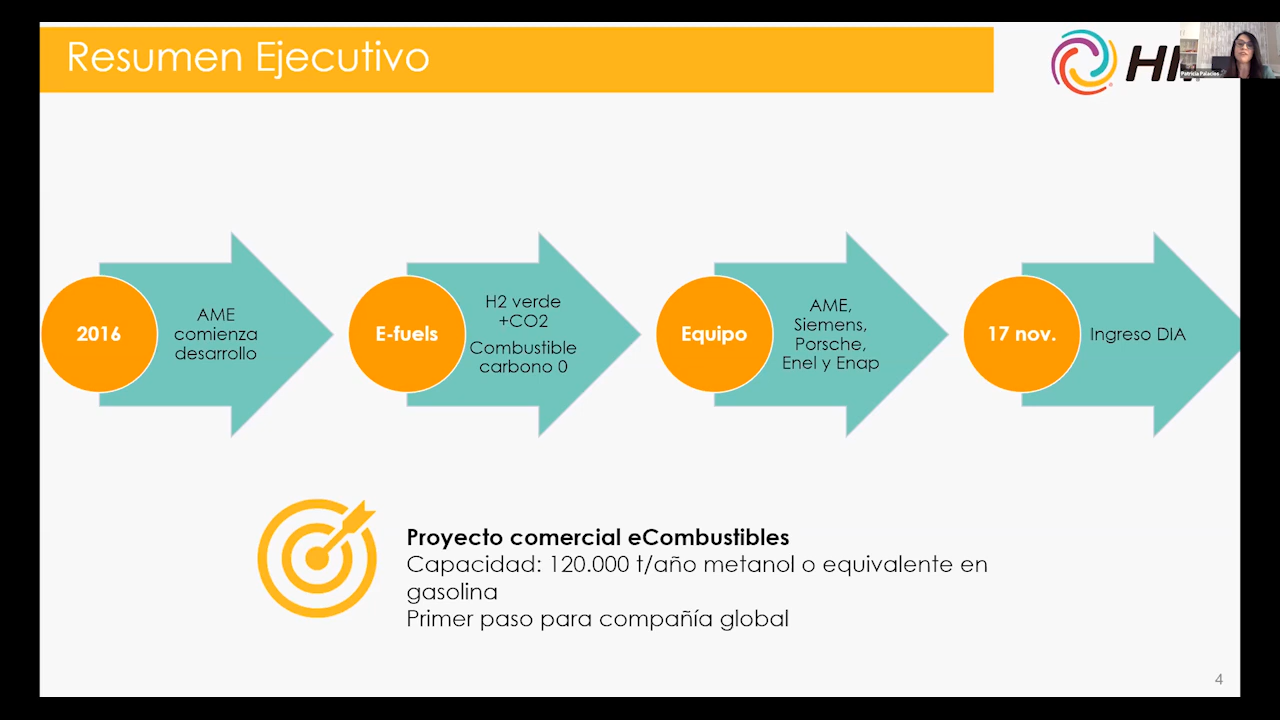 Resumen Ejecutivo
Patricia Palacios
2016
AME
comienza
desarrollo
E-fuels
H2 verde
+CO2
Combustible
carbono 0
Equipo
AME,
Siemens,
Porsche,
Enel y Enap
17 nov.
Ingreso DIA
Proyecto comercial eCombustibles
Capacidad: 120.000 t/año metanol o equivalente en
gasolina
Primer paso para compañía global
4